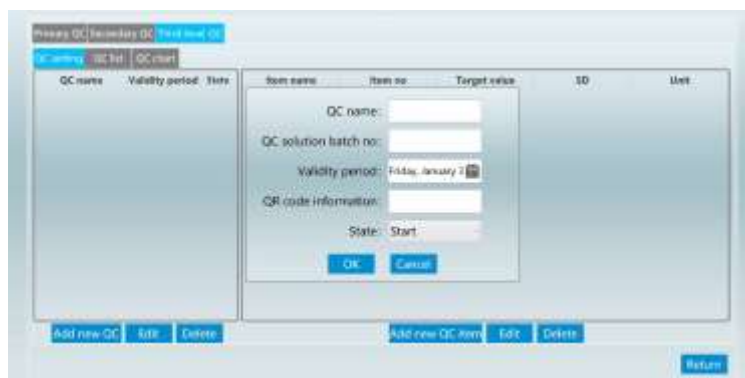 Primary QC Secondary QC Third level QC
QC setting QC list QC chart
QC name Validity period State
Item name Item no Target value SD Unit
QC name:
QC solution batch no:
Validity period: Friday, January 3
QR code information:
State: Start
OK Cancel
Add new QC Edit Delete
Add new QC item Edit Delete
Return